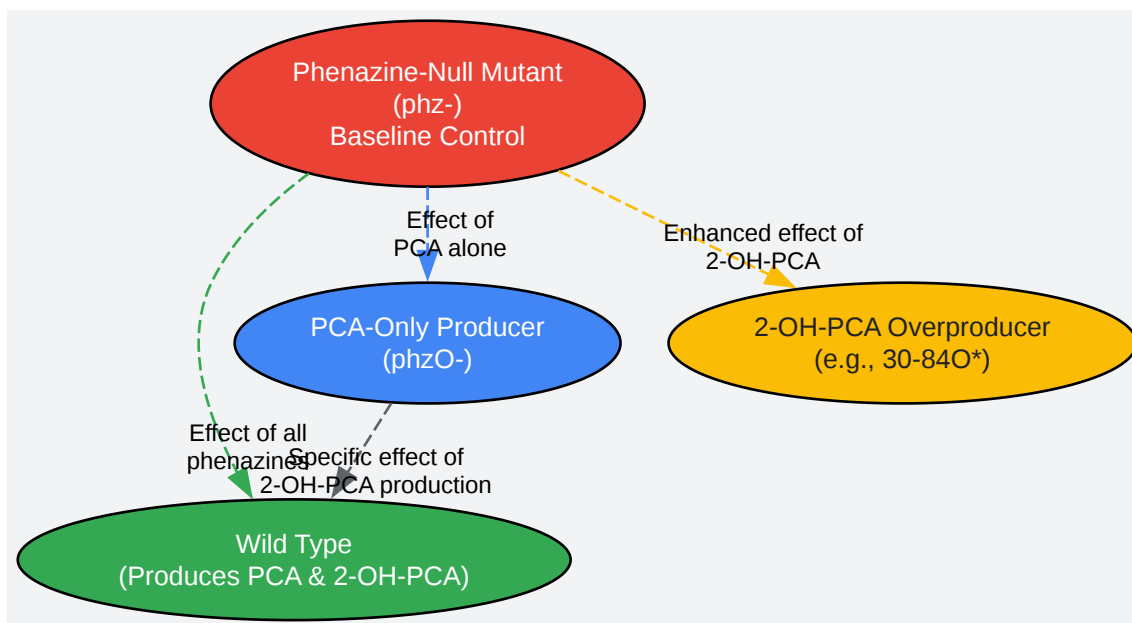 Phenazine-Null Mutant
(phz-)
Baseline Control
Effect of
PCA alone
Enhanced effect of
2-OH-PCA
PCA-Only Producer
(phzO-)
2-OH-PCA Overproducer
(e.g., 30-84O*)
Effect of all
phenazines
Specific effect of
2-OH-PCA production
Wild Type
(Produces PCA & 2-OH-PCA)